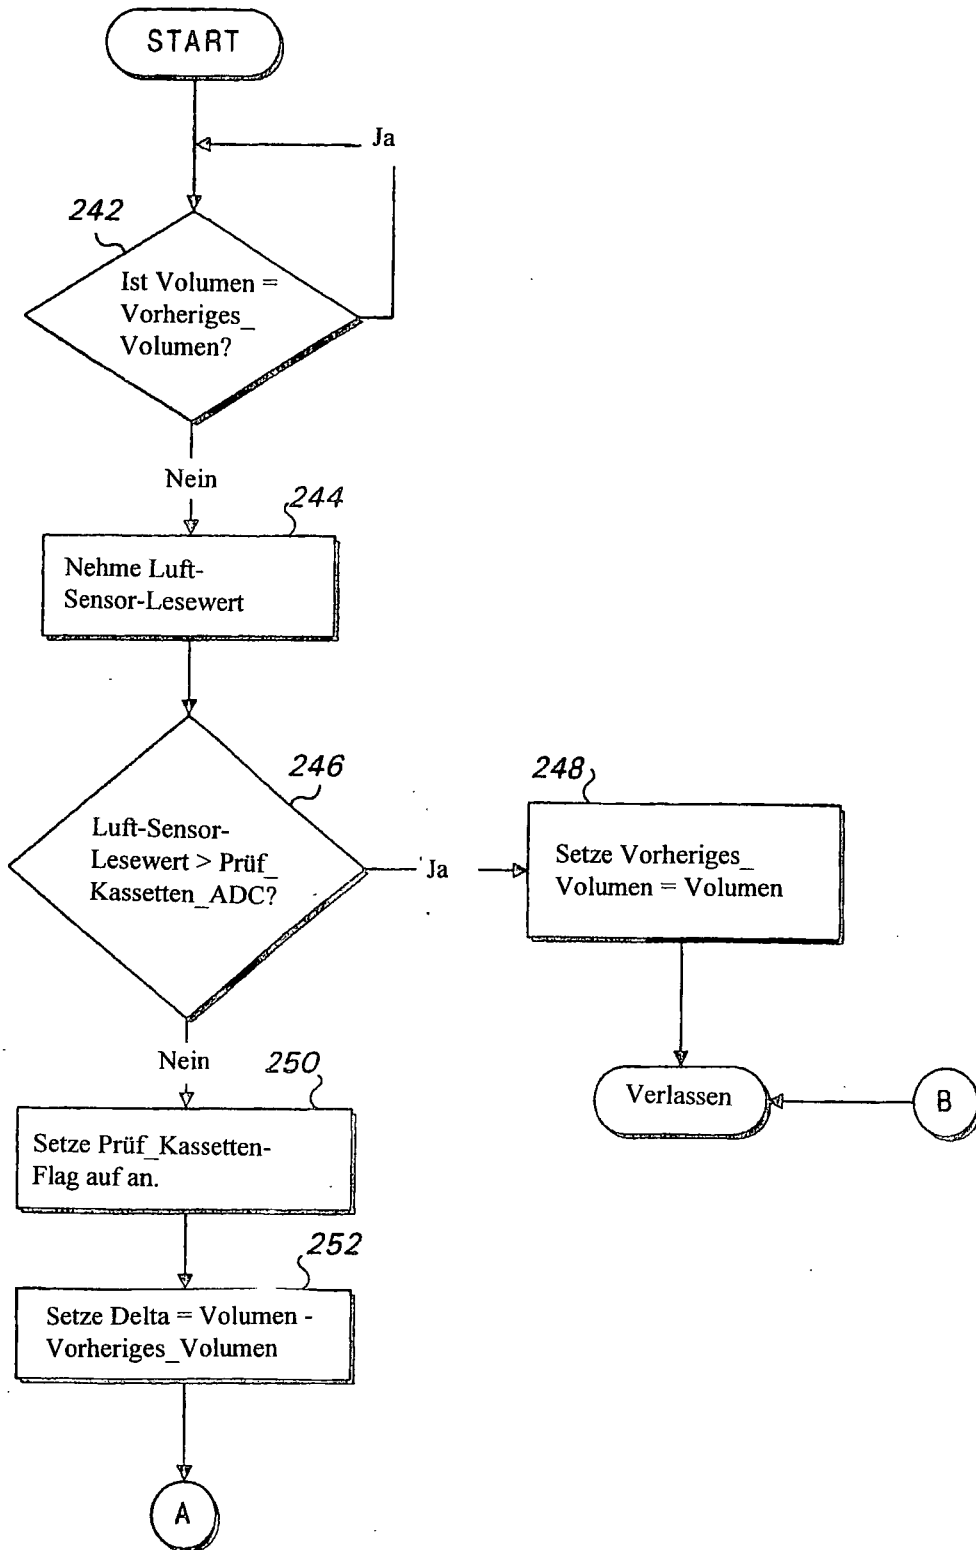 START
Ja
242
Ist Volumen =
Vorheriges_
Volumen?
Nein
244
Nehme Luft-
Sensor-Lesewert
246
Luft-Sensor-
Lesewert > Prüf_
Kassetten_ADC?
Ja
248
Setze Vorheriges_
Volumen = Volumen
Nein
250
Verlassen
B
Setze Prüf_Kassetten-
Flag auf an.
252
Setze Delta = Volumen -
Vorheriges_Volumen
A